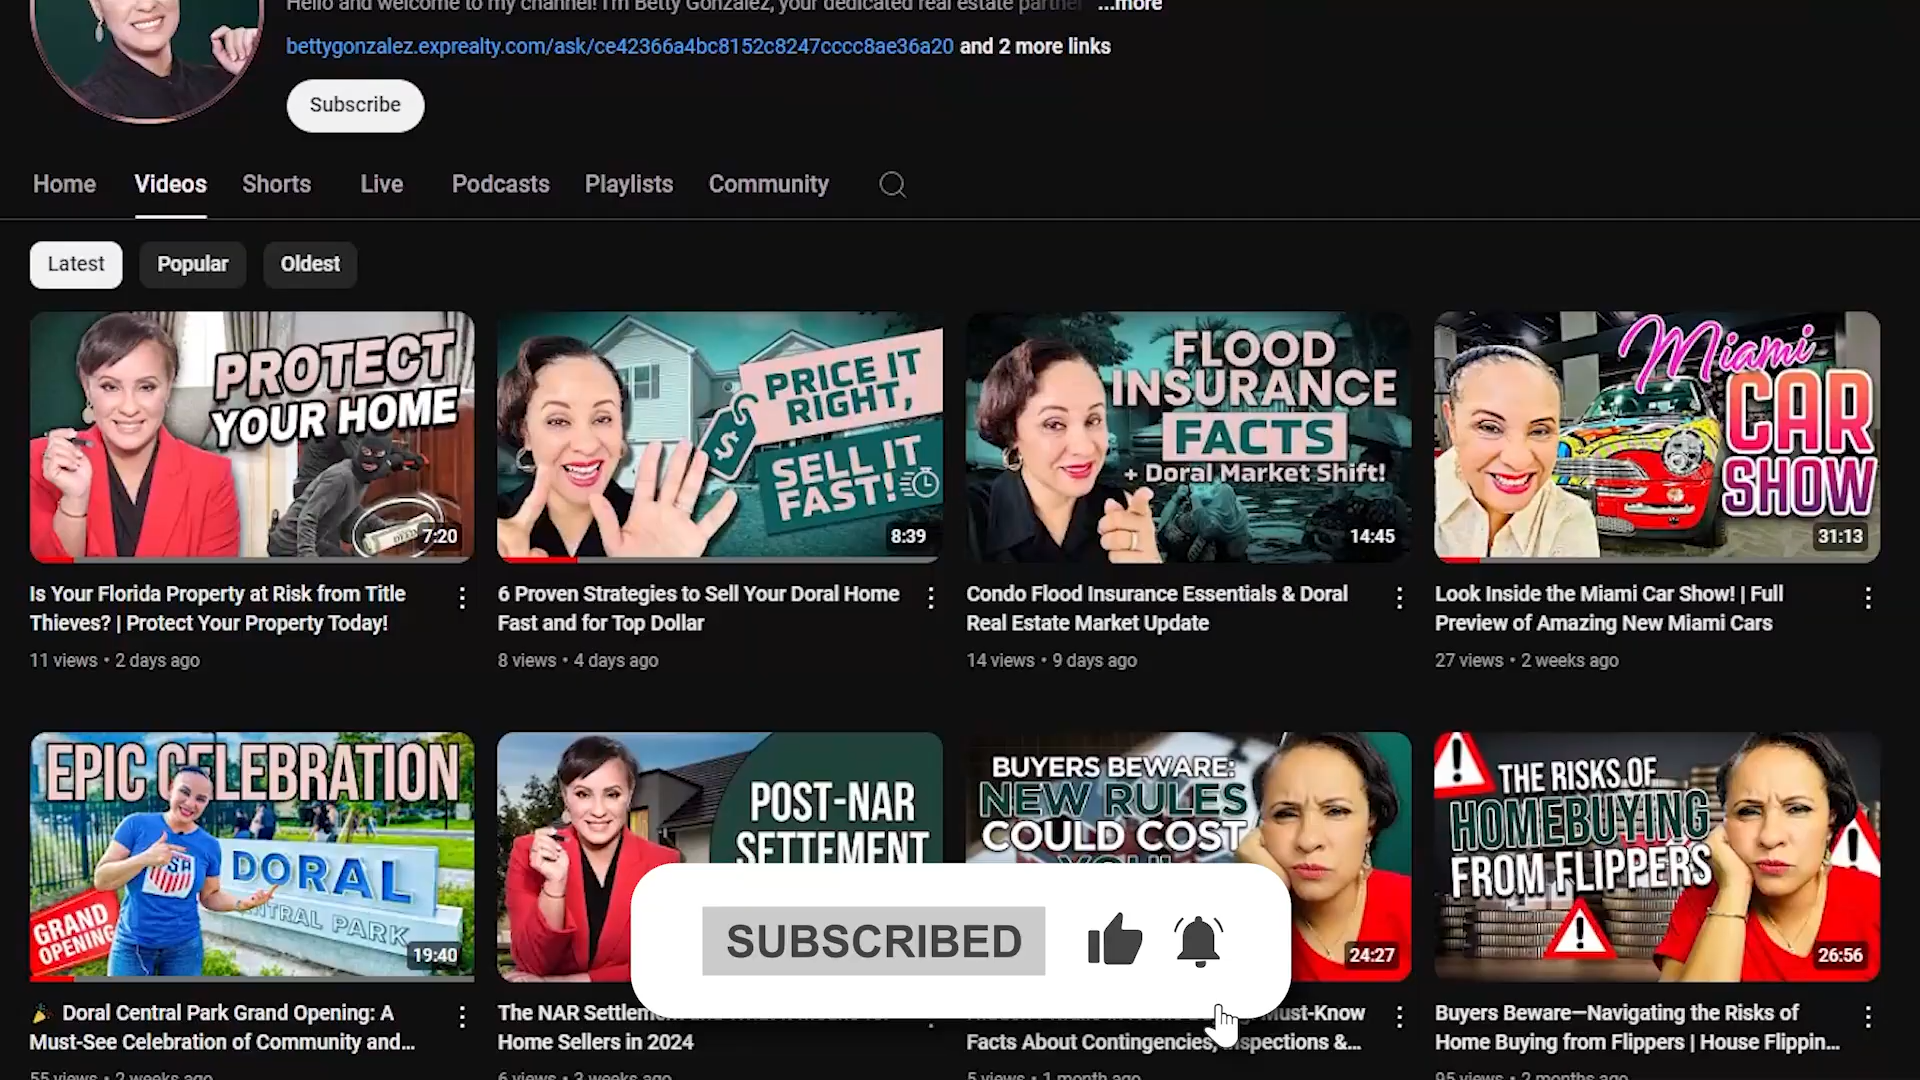 Hello and welcome to my channel! I'm Betty Gonzalez, your dedicated real estate partner ...more
bettygonzalez.exprealty.com/ask/ce42366a4bc8152c8247cccc8ae36a20 and 2 more links
Subscribe
Home Videos Shorts Live Podcasts Playlists Community
Latest Popular Oldest
PROTECT
YOUR HOME
DEED
7:20
PRICE IT
RIGHT,
$
SELL IT
FAST!
8:39
FLOOD
INSURANCE
FACTS
+ Doral Market Shift!
14:45
Miami
CAR
SHOW
31:13
Is Your Florida Property at Risk from Title
Thieves? | Protect Your Property Today!
11 views • 2 days ago
6 Proven Strategies to Sell Your Doral Home
Fast and for Top Dollar
8 views • 4 days ago
Condo Flood Insurance Essentials & Doral
Real Estate Market Update
14 views • 9 days ago
Look Inside the Miami Car Show! | Full
Preview of Amazing New Miami Cars
27 views • 2 weeks ago
EPIC CELEBRATION
DORAL
CENTRAL PARK
GRAND
OPENING
19:40
POST-NAR
SETTEMENT
BUYERS BEWARE:
NEW RULES
COULD COST
YOU!
24:27
THE RISKS OF
HOMEBUYING
FROM FLIPPERS
26:56
SUBSCRIBED
Doral Central Park Grand Opening: A
Must-See Celebration of Community and...
55 views • 2 weeks ago
The NAR Settlement
Home Sellers in 2024
6 views • 3 weeks ago
Must-Know
Facts About Contingencies, Inspections &...
5 views • 1 month ago
Buyers Beware—Navigating the Risks of
Home Buying from Flippers | House Flippin...
95 views • 2 months ago